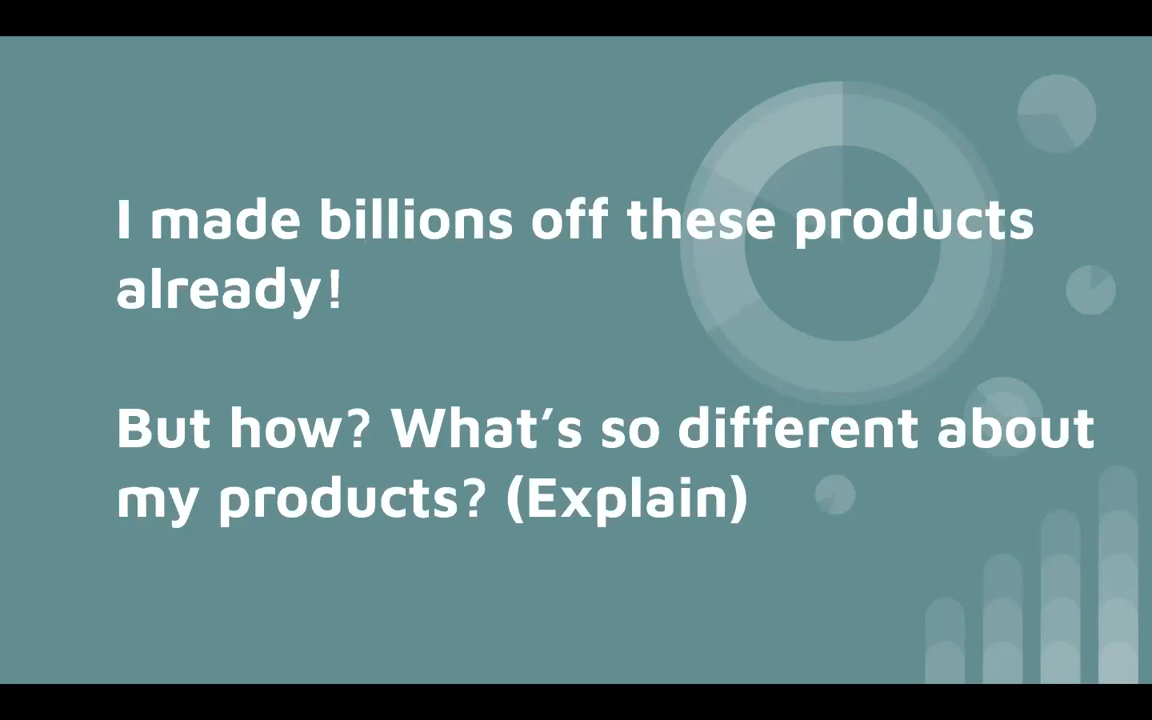 I made billions off these products
already!
But how? What’s so different about
my products? (Explain)